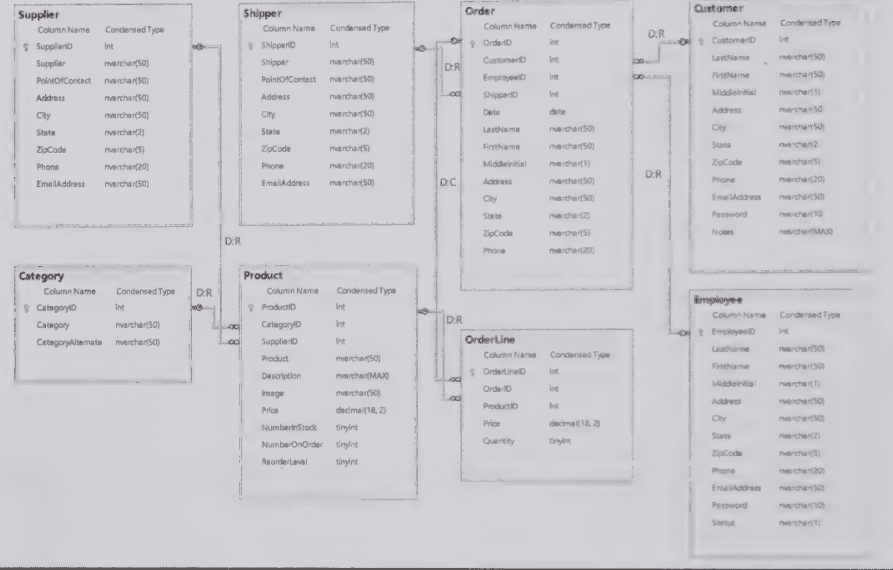 Supplier
Column Name Condensed Type
SupplierID int
Supplier nvarchar(50)
PointOfContact nvarchar(50)
Address nvarchar(50)
City nvarchar(50)
State nvarchar(2)
ZipCode nvarchar(5)
Phone nvarchar(20)
EmailAddress nvarchar(50)
Shipper
Column Name Condensed Type
ShipperID int
Shipper nvarchar(50)
PointOfContact nvarchar(50)
Address nvarchar(50)
City nvarchar(50)
State nvarchar(2)
ZipCode nvarchar(5)
Phone nvarchar(20)
EmailAddress nvarchar(50)
Order
Column Name Condensed Type
OrderID int
CustomerID int
EmployeeID int
ShipperID int
Date date
LastName nvarchar(50)
FirstName nvarchar(50)
MiddleInitial nvarchar(1)
Address nvarchar(50)
City nvarchar(50)
State nvarchar(2)
ZipCode nvarchar(5)
Phone nvarchar(20)
Customer
Column Name Condensed Type
CustomerID int
LastName nvarchar(50)
FirstName nvarchar(50)
MiddleInitial nvarchar(1)
Address nvarchar(50
City nvarchar(50)
State nvarchar(2
ZipCode nvarchar(5)
Phone nvarchar(20)
EmailAddress nvarchar(50)
Password nvarchar(10
Notes nvarchar(MAX)
D:R
D:R
D:C
D:R
D:R
D:R
D:R
Category
Column Name Condensed Type
CategoryID int
Category nvarchar(50)
CategoryAlternate nvarchar(50)
Product
Column Name Condensed Type
ProductID int
CategoryID int
SupplierID int
Product nvarchar(50)
Description nvarchar(MAX)
Image nvarchar(50)
Price decimal(18, 2)
NumberInStock tinyint
NumberOnOrder tinyint
ReorderLevel tinyint
OrderLine
Column Name Condensed Type
OrderLineID int
OrderID int
ProductID int
Price decimal(18, 2)
Quantity tinyint
Employee
Column Name Condensed Type
EmployeeID int
LastName nvarchar(50)
FirstName nvarchar(50)
MiddleInitial nvarchar(1)
Address nvarchar(50)
City nvarchar(50)
State nvarchar(2)
ZipCode nvarchar(5)
Phone nvarchar(20)
EmailAddress nvarchar(50)
Password nvarchar(10)
Status nvarchar(1)